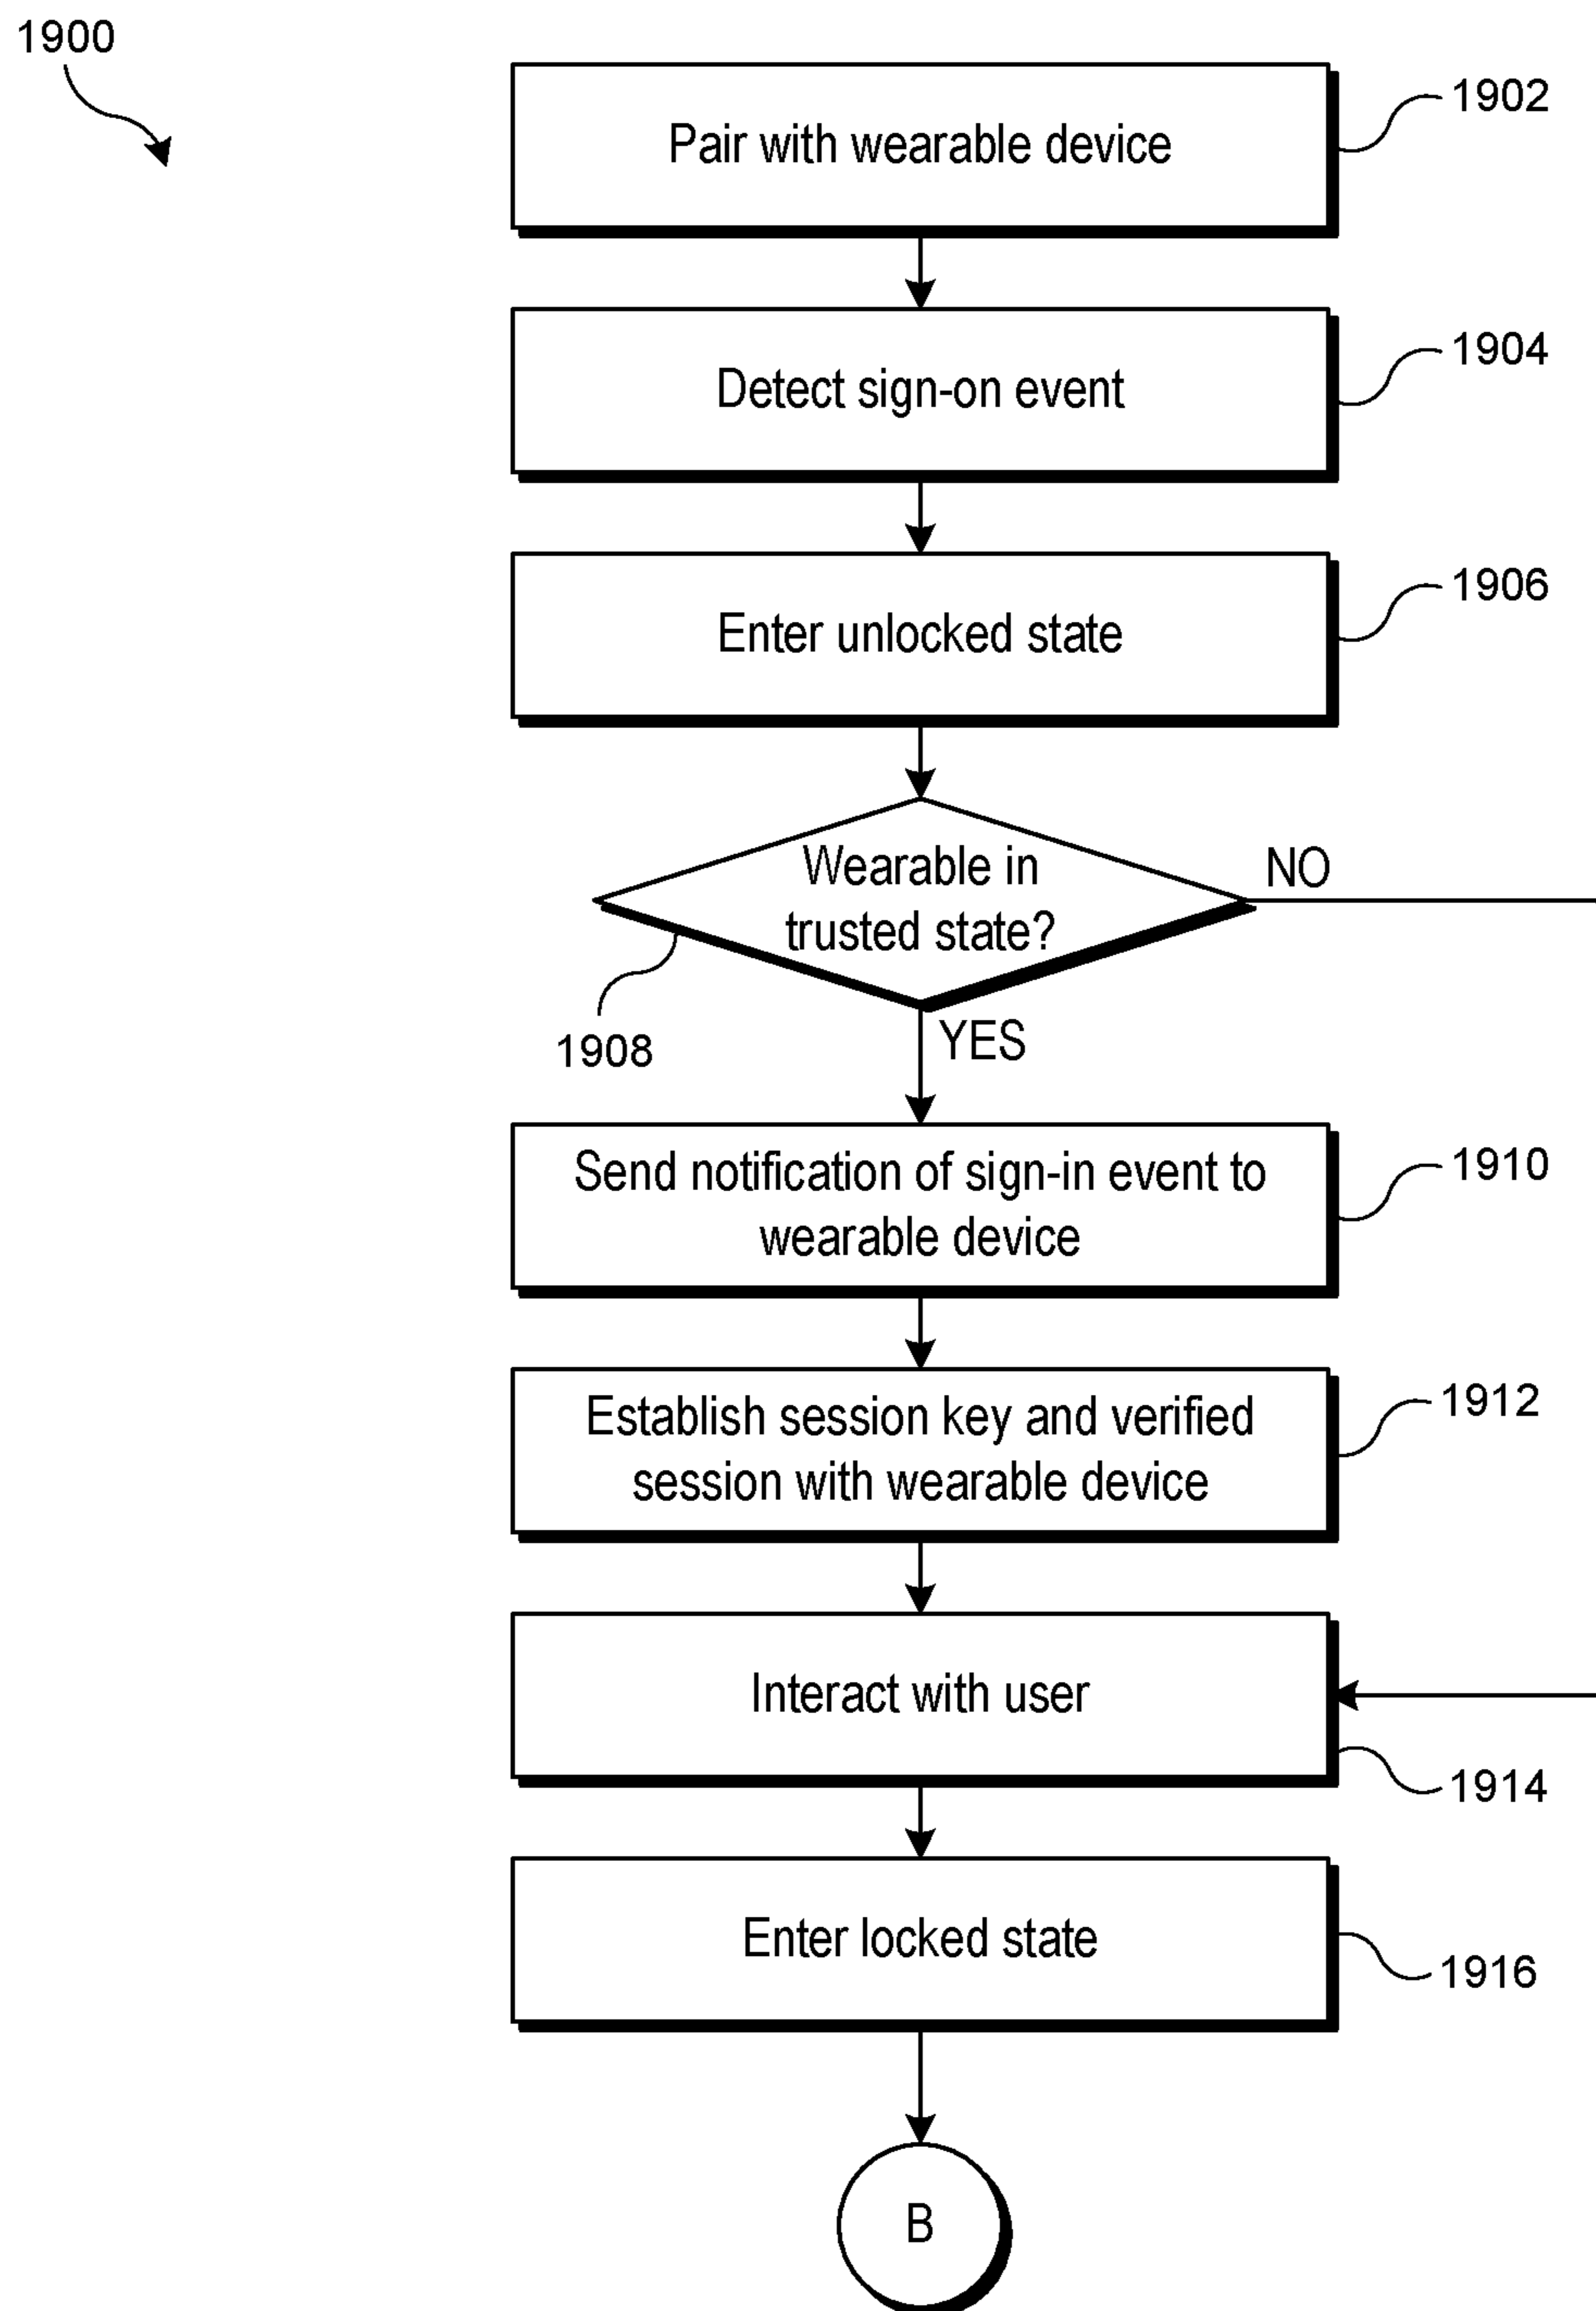 1900
Pair with wearable device
1902
Detect sign-on event
1904
Enter unlocked state
1906
Wearable in
trusted state?
NO
1908
YES
Send notification of sign-in event to
wearable device
1910
Establish session key and verified
session with wearable device
1912
Interact with user
1914
Enter locked state
1916
B